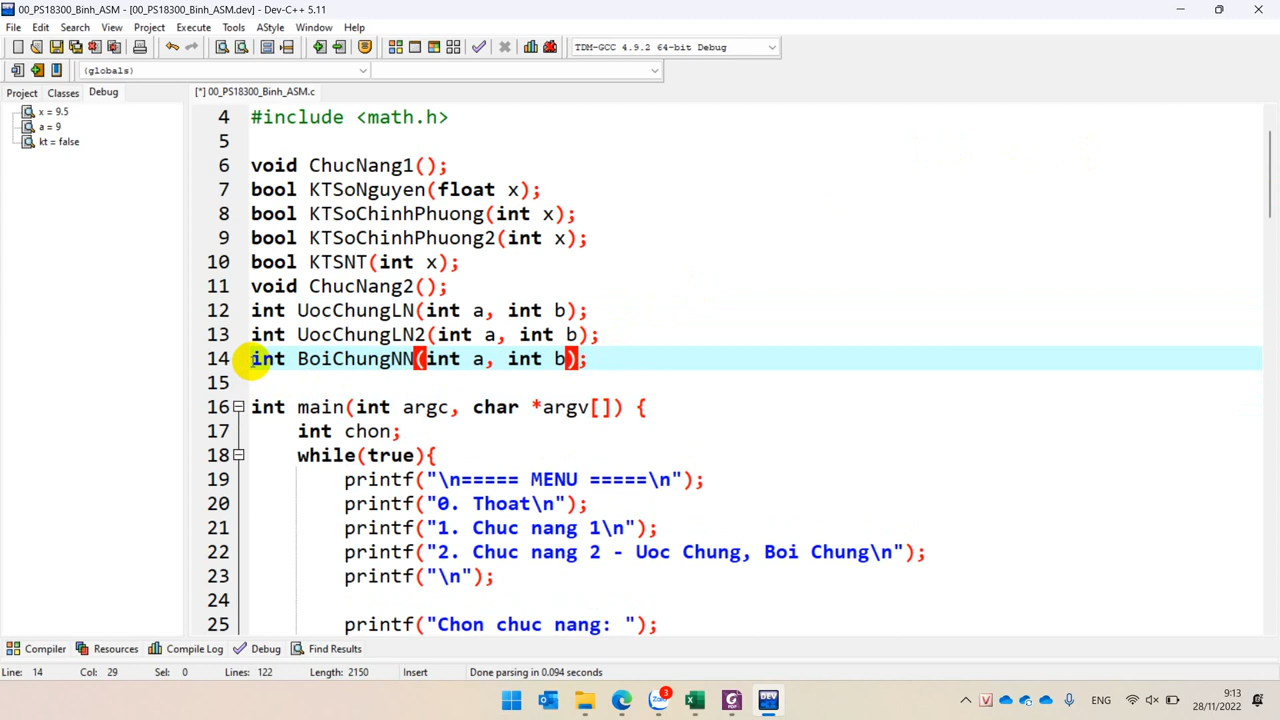 00_PS18300_Binh_ASM - [00_PS18300_Binh_ASM.dev] - Dev-C++ 5.11
File Edit Search View Project Execute Tools AStyle Window Help
TDM-GCC 4.9.2 64-bit Debug
(globals)
Project Classes Debug
[*] 00_PS18300_Binh_ASM.c
x = 9.5
a = 9
kt = false
4 #include <math.h>
5
6 void ChucNang1();
7 bool KTSoNguyen(float x);
8 bool KTSoChinhPhuong(int x);
9 bool KTSoChinhPhuong2(int x);
10 bool KTSNT(int x);
11 void ChucNang2();
12 int UocChungLN(int a, int b);
13 int UocChungLN2(int a, int b);
14 int BoiChungNN(int a, int b);
15
16 int main(int argc, char *argv[]) {
17 int chon;
18 while(true){
19 printf("\n===== MENU =====\n");
20 printf("0. Thoat\n");
21 printf("1. Chuc nang 1\n");
22 printf("2. Chuc nang 2 - Uoc Chung, Boi Chung\n");
23 printf("\n");
24
25 printf("Chon chuc nang: ");
Compiler Resources Compile Log Debug Find Results
Line: 14 Col: 29 Sel: 0 Lines: 122 Length: 2150 Insert Done parsing in 0.094 seconds
3
DEV
PDF
ENG
9:13
28/11/2022